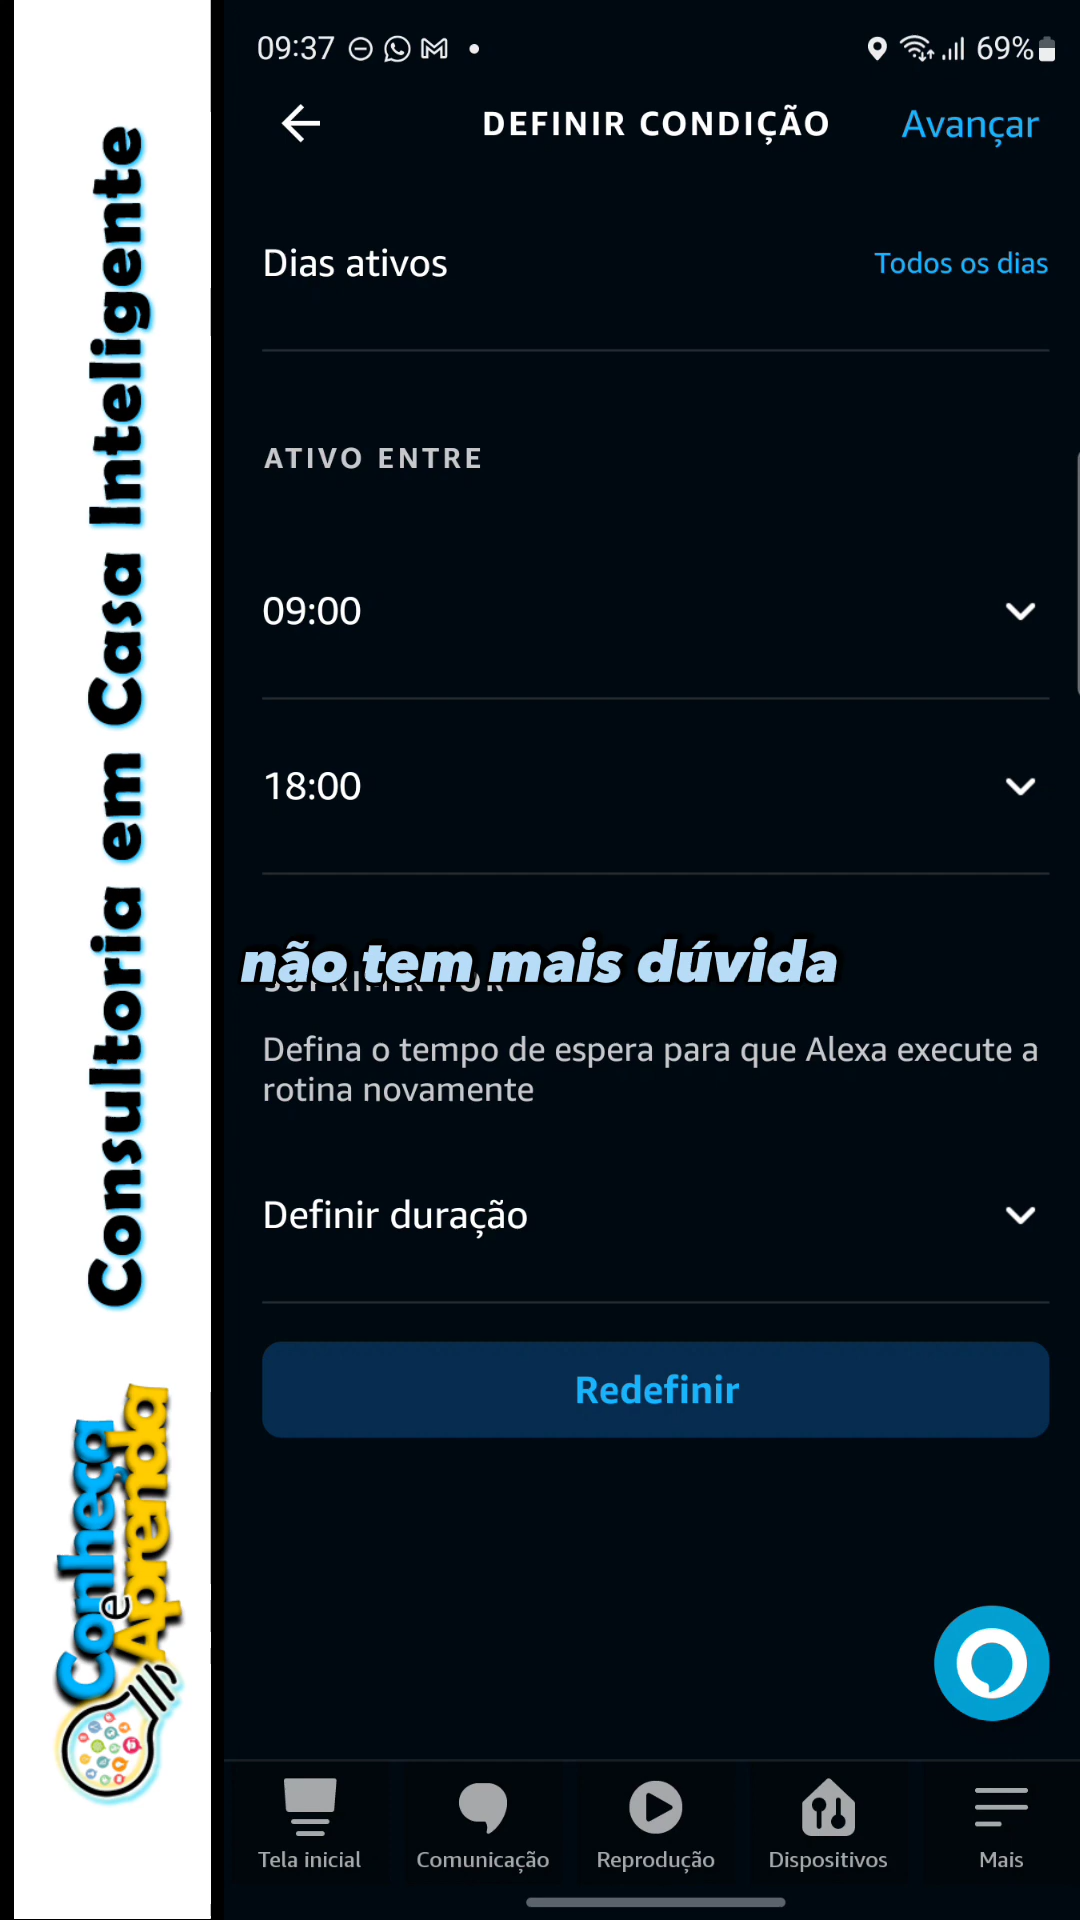 09:37
69%
DEFINIR CONDIÇÃO
Avançar
Dias ativos
Todos os dias
ATIVO ENTRE
09:00
18:00
não tem mais dúvida
SUPRIMIR POR
Defina o tempo de espera para que Alexa execute a
rotina novamente
Definir duração
Redefinir
Tela inicial
Comunicação
Reprodução
Dispositivos
Mais
Consultoria em Casa Inteligente
Conheça
e
Aprenda